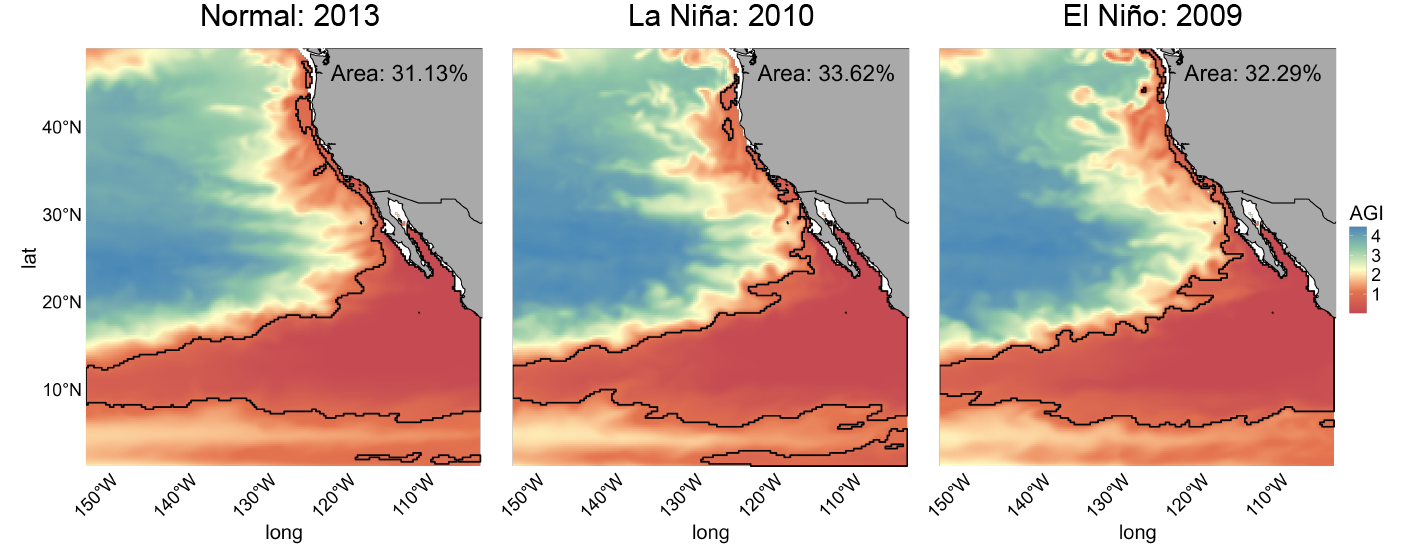 Normal: 2013
La Niña: 2010
El Niño: 2009
Area: 31.13%
Area: 33.62%
Area: 32.29%
lat
40°N
30°N
20°N
10°N
150°W
140°W
130°W
120°W
110°W
150°W
140°W
130°W
120°W
110°W
150°W
140°W
130°W
120°W
110°W
long
long
long
AGI
4
3
2
1